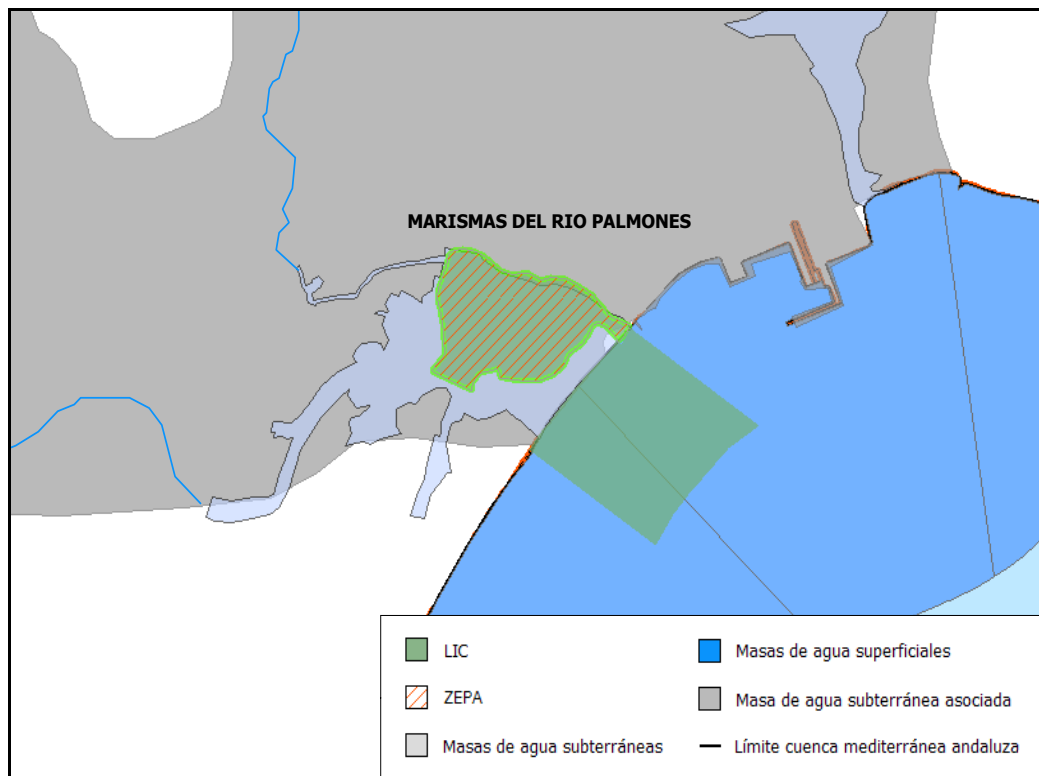 MARISMAS DEL RIO PALMONES
LIC
Masas de agua superficiales
ZEPA
Masa de agua subterránea asociada
Masas de agua subterráneas
Límite cuenca mediterránea andaluza